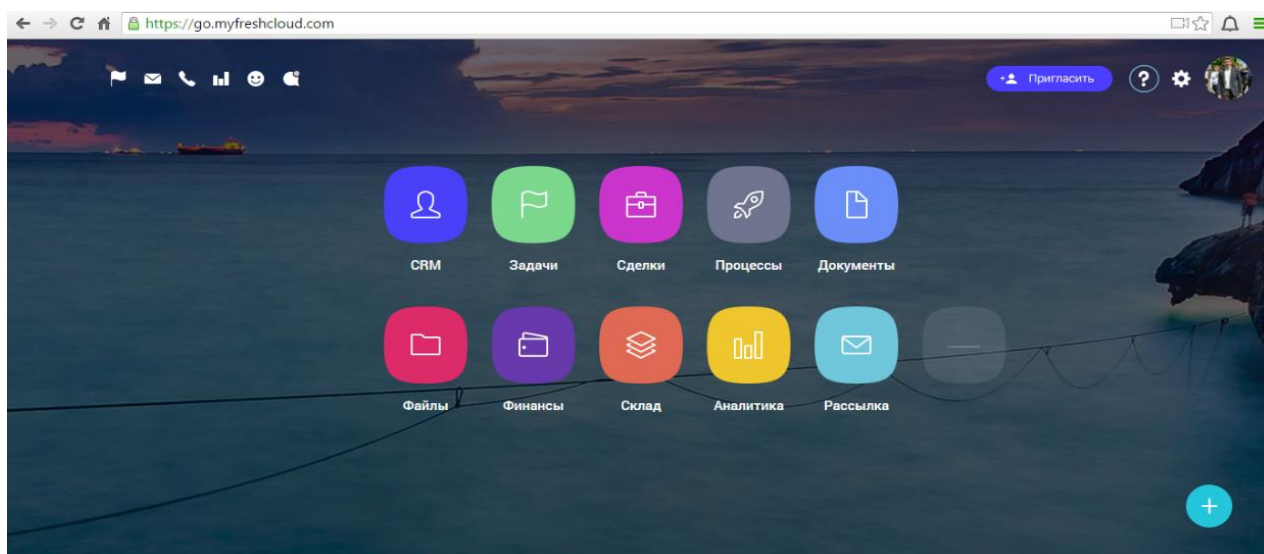 https://go.myfreshcloud.com
Пригласить
CRM Задачи Сделки Процессы Документы
Файлы Финансы Склад Аналитика Рассылка